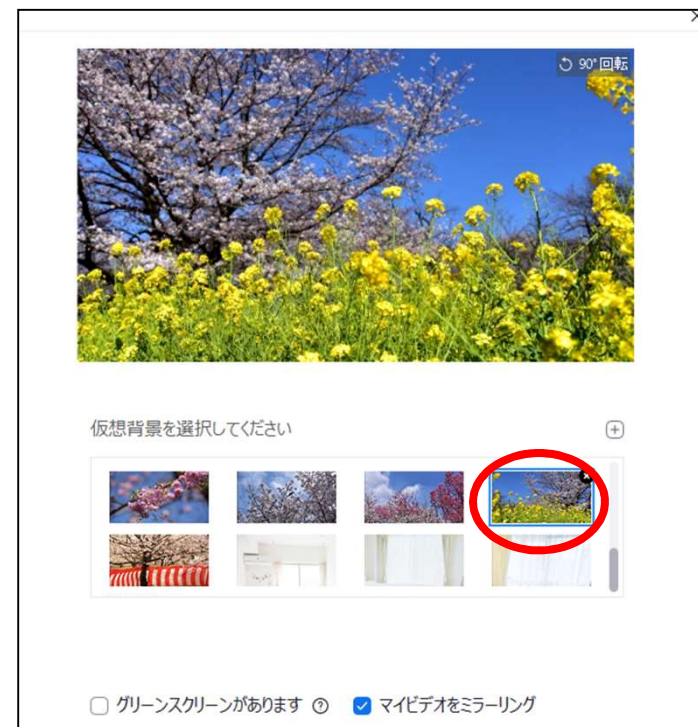 90°回転
仮想背景を選択してください
グリーンスクリーンがあります
マイビデオをミラーリング